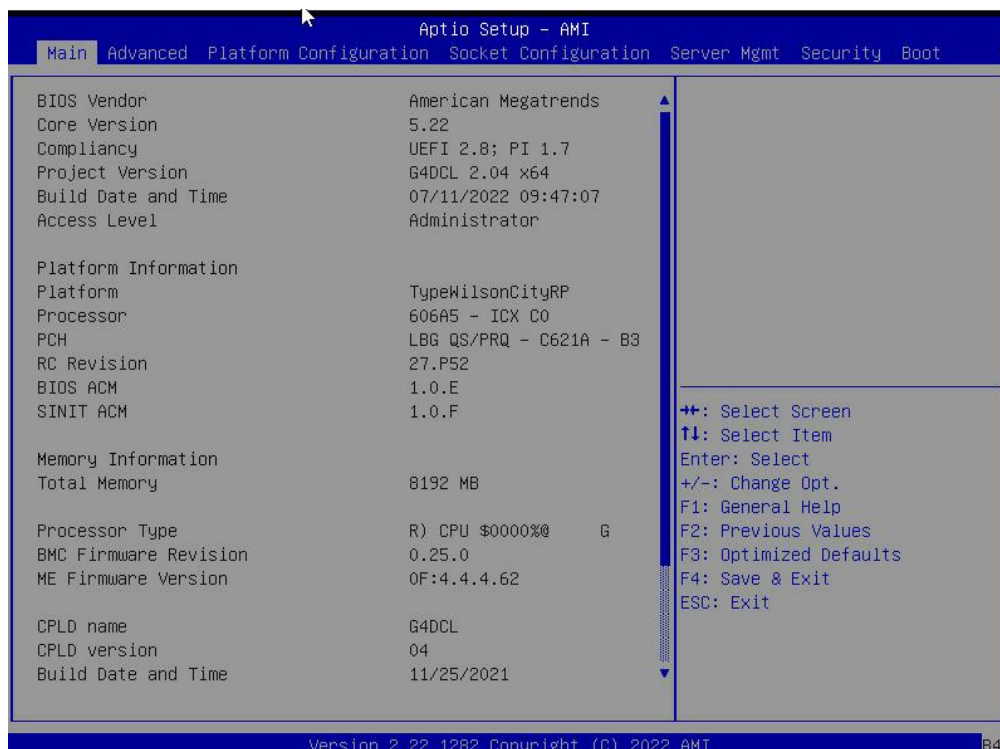 Aptio Setup - AMI
Main Advanced Platform Configuration Socket Configuration Server Mgmt Security Boot
BIOS Vendor American Megatrends
Core Version 5.22
Compliancy UEFI 2.8; PI 1.7
Project Version G4DCL 2.04 x64
Build Date and Time 07/11/2022 09:47:07
Access Level Administrator
Platform Information
Platform TypeWilsonCityRP
Processor 606A5 - ICX C0
PCH LBG QS/PRQ - C621A - B3
RC Revision 27.P52
BIOS ACM 1.0.E
SINIT ACM 1.0.F
Memory Information
Total Memory 8192 MB
Processor Type R) CPU $0000%@ G
BMC Firmware Revision 0.25.0
ME Firmware Version 0F:4.4.4.62
CPLD name G4DCL
CPLD version 04
Build Date and Time 11/25/2021
→←: Select Screen
↑↓: Select Item
Enter: Select
+/-: Change Opt.
F1: General Help
F2: Previous Values
F3: Optimized Defaults
F4: Save & Exit
ESC: Exit
Version 2.22.1282 Copyright (C) 2022 AMI
B4